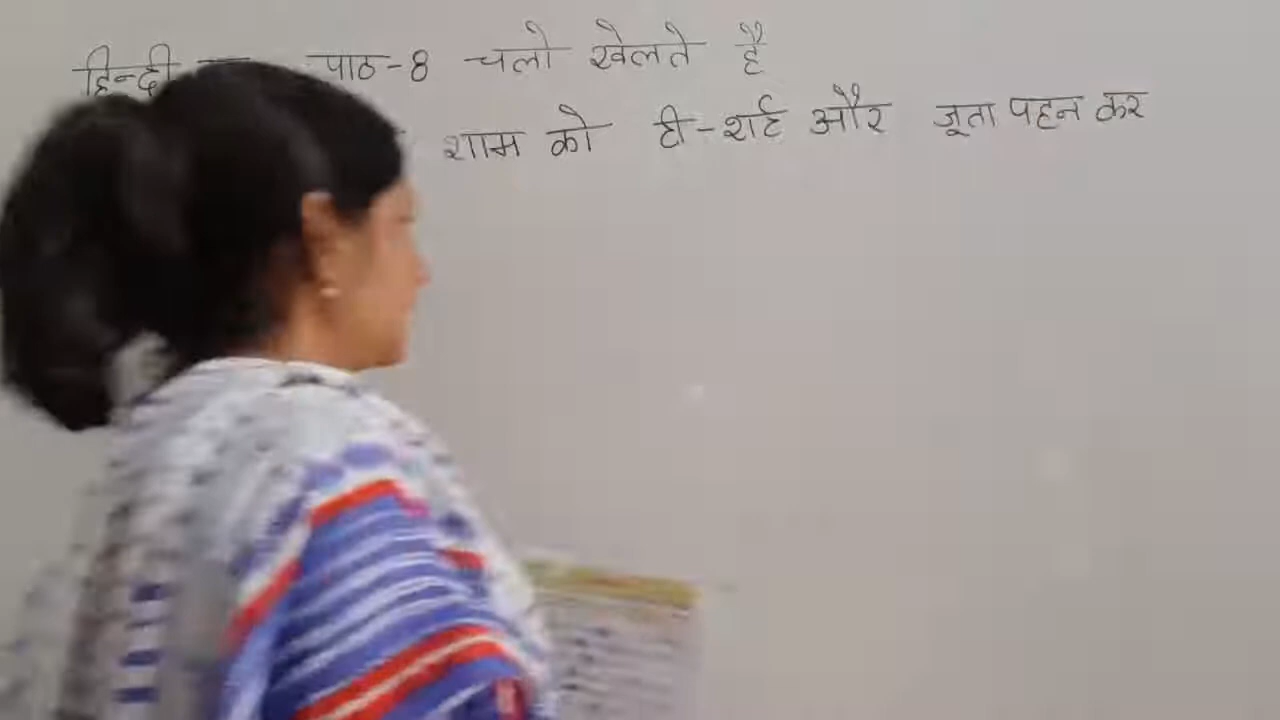 हिन्दी पाठ-8 चलो खेलते है
शाम को टी-शर्ट और जूता पहन कर